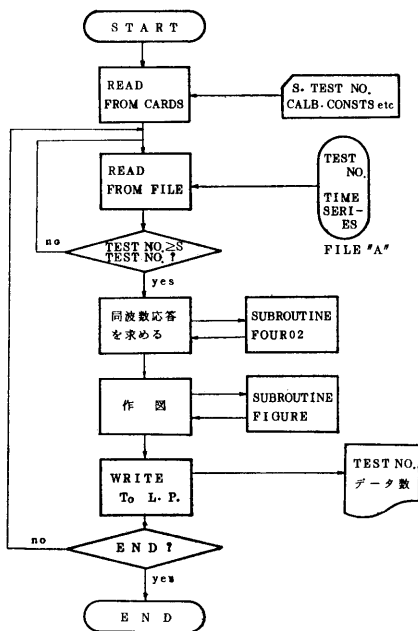 START
READ
FROM CARDS
S. TEST NO.
CALB. CONSTS etc
READ
FROM FILE
TEST
NO.
TIME
SERI-
ES
FILE "A"
no
TEST NO.≥S
TEST NO. ?
yes
同波数応答
を求める
SUBROUTINE
FOUR02
作 図
SUBROUTINE
FIGURE
WRITE
To L. P.
TEST NO.
データ数
no
END ?
yes
END